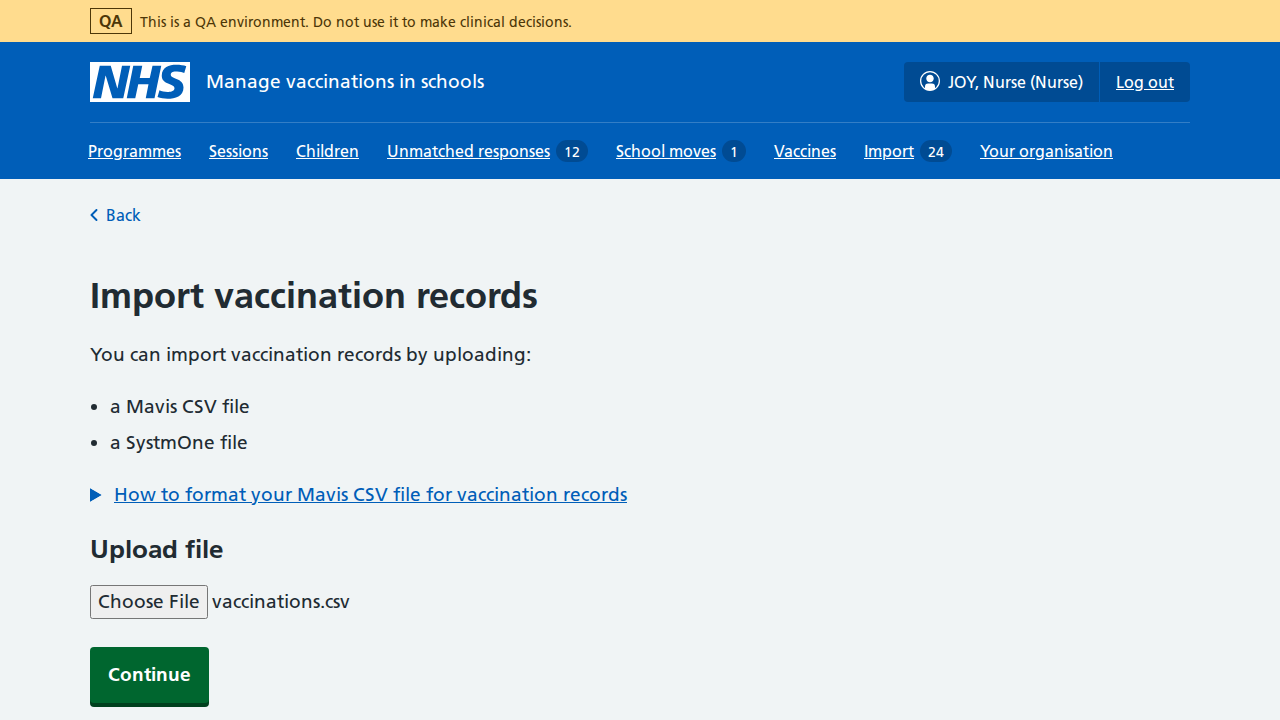 QA This is a QA environment. Do not use it to make clinical decisions.
NHS Manage vaccinations in schools JOY, Nurse (Nurse) Log out
Programmes Sessions Children Unmatched responses 12 School moves 1 Vaccines Import 24 Your organisation
Back
Import vaccination records
You can import vaccination records by uploading:
a Mavis CSV file
a SystmOne file
How to format your Mavis CSV file for vaccination records
Upload file
Choose File vaccinations.csv
Continue